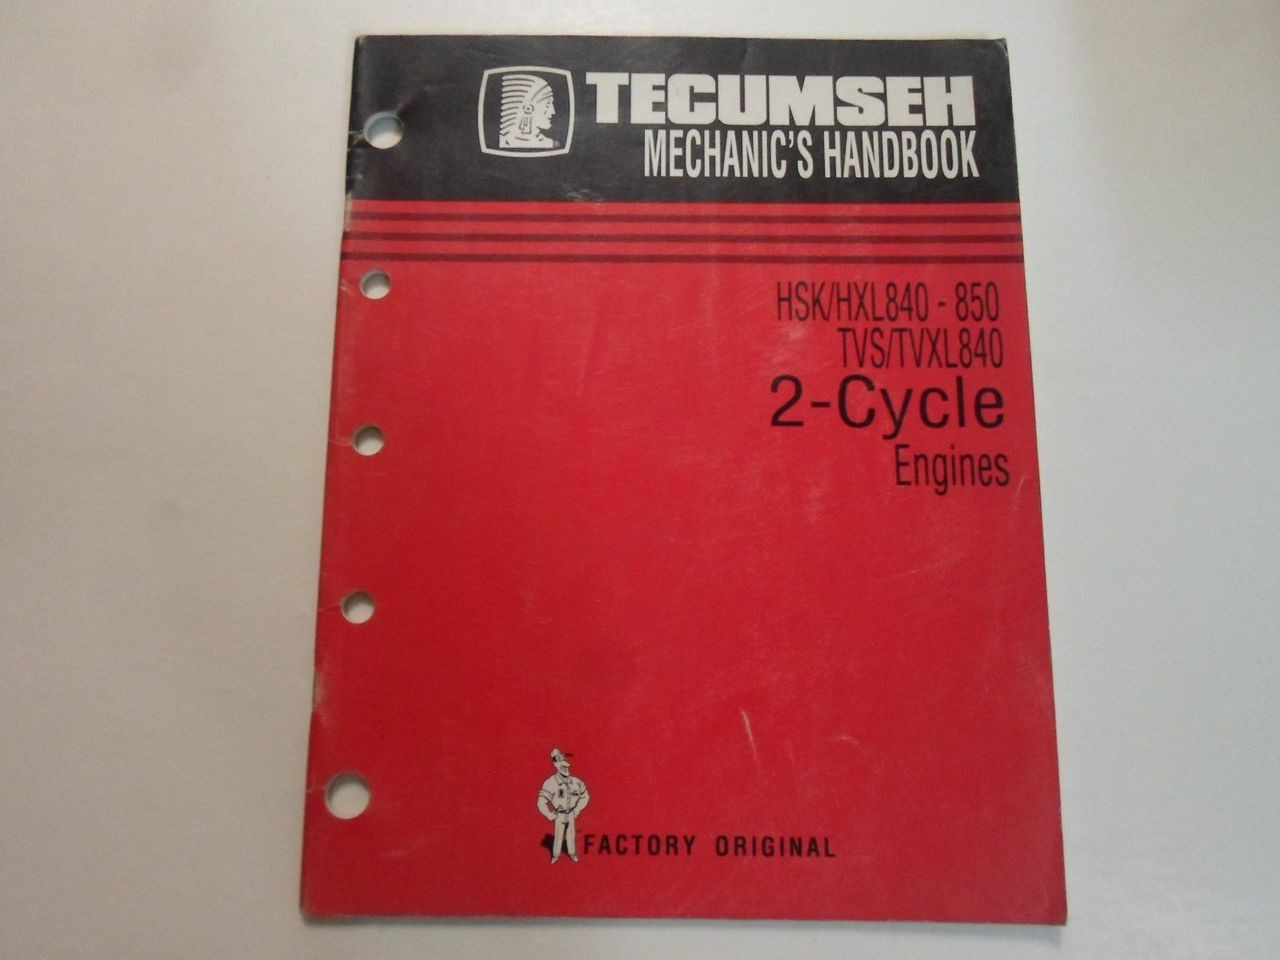 TECUMSEH
MECHANIC'S HANDBOOK
HSK/HXL840 - 850
TVS/TVXL840
2-Cycle
Engines
FACTORY ORIGINAL